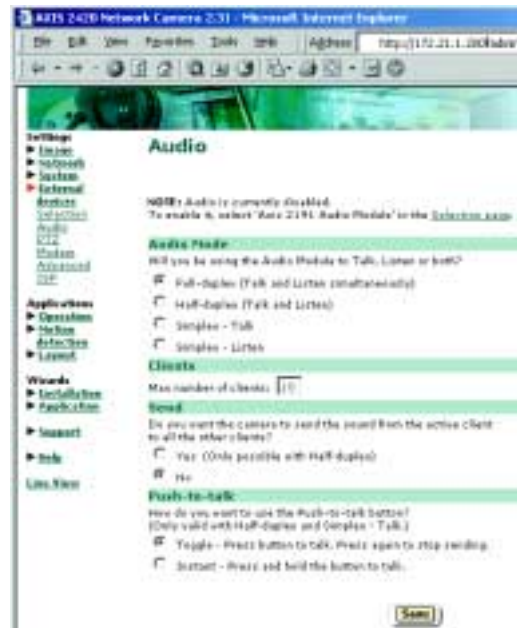 AXIS 2420 Network Camera 2.31 - Microsoft Internet Explorer
File Edit View Favorites Tools Help Address
Settings
Image
Network
System
External
devices
Selection
Audio
PTZ
Modem
Advanced
Applications
Operation
Motion
detection
Layout
Wizards
Installation
Application
Support
Help
Live View
Audio
NOTE: Audio is currently disabled.
To enable it, select 'Axis 2191 Audio Module' in the Selection page
Audio Mode
Will you be using the Audio Module to Talk, Listen or both?
Full-duplex (Talk and Listen simultaneously)
Half-duplex (Talk and Listen)
Simplex - Talk
Simplex - Listen
Clients
Max number of clients:
Send
Do you want the camera to send the sound from the active client
to all the other clients?
Yes (Only possible with Half-duplex)
No
Push-to-talk
How do you want to use the Push-to-talk button?
(Only valid with Half-duplex and Simplex - Talk.)
Toggle - Press button to talk. Press again to stop sending.
Instant - Press and hold the button to talk.
Save